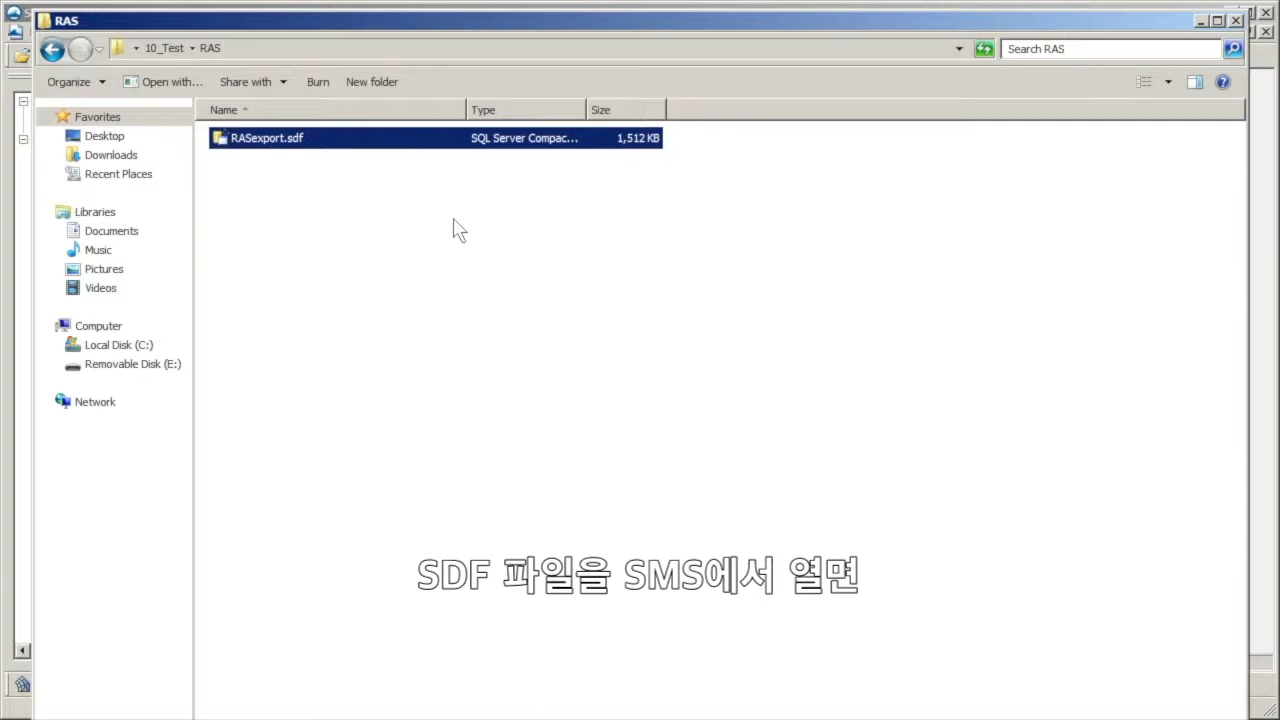 RAS
10_Test
RAS
Search RAS
Organize
Open with...
Share with
Burn
New folder
Name
Type
Size
RASexport.sdf
SQL Server Compac...
1,512 KB
Favorites
Desktop
Downloads
Recent Places
Libraries
Documents
Music
Pictures
Videos
Computer
Local Disk (C:)
Removable Disk (E:)
Network
SDF 파일을 SMS에서 열면